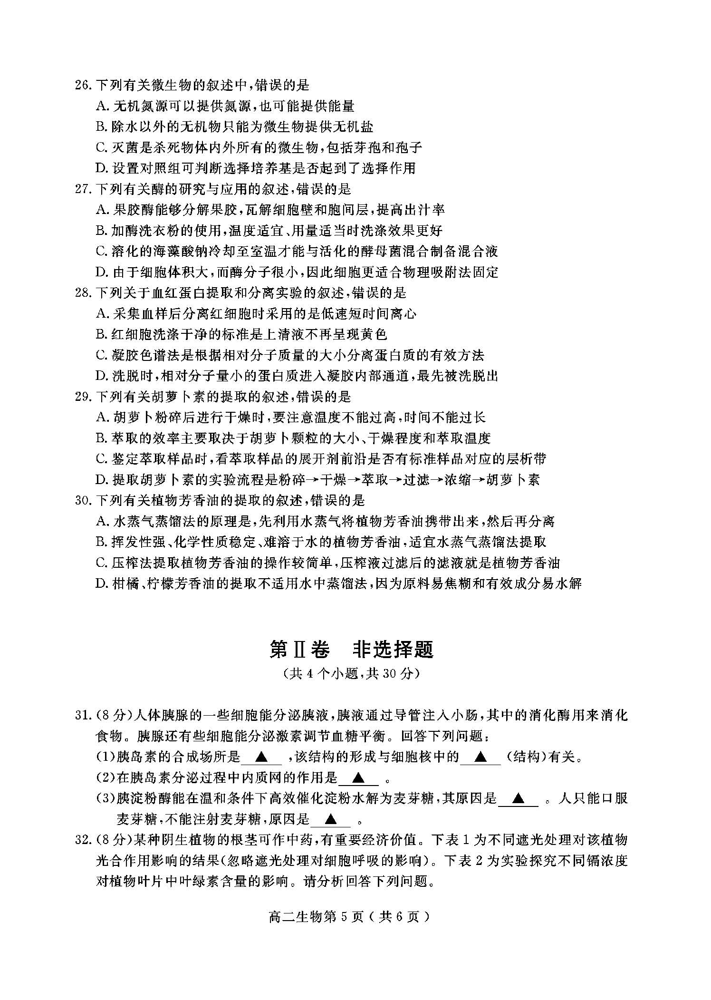 26. 下列有关微生物的叙述中,错误的是
A. 无机氮源可以提供氮源,也可能提供能量
B. 除水以外的无机物只能为微生物提供无机盐
C. 灭菌是杀死物体内外所有的微生物,包括芽孢和孢子
D. 设置对照组可判断选择培养基是否起到了选择作用
27. 下列有关酶的研究与应用的叙述,错误的是
A. 果胶酶能够分解果胶,瓦解细胞壁和胞间层,提高出汁率
B. 加酶洗衣粉的使用,温度适宜、用量适当时洗涤效果更好
C. 溶化的海藻酸钠冷却至室温才能与活化的酵母菌混合制备混合液
D. 由于细胞体积大,而酶分子很小,因此细胞更适合物理吸附法固定
28. 下列关于血红蛋白提取和分离实验的叙述,错误的是
A. 采集血样后分离红细胞时采用的是低速短时间离心
B. 红细胞洗涤干净的标准是上清液不再呈现黄色
C. 凝胶色谱法是根据相对分子质量的大小分离蛋白质的有效方法
D. 洗脱时,相对分子量小的蛋白质进入凝胶内部通道,最先被洗脱出
29. 下列有关胡萝卜素的提取的叙述,错误的是
A. 胡萝卜粉碎后进行干燥时,要注意温度不能过高,时间不能过长
B. 萃取的效率主要取决于胡萝卜颗粒的大小、干燥程度和萃取温度
C. 鉴定萃取样品时,看萃取样品的展开剂前沿是否有标准样品对应的层析带
D. 提取胡萝卜素的实验流程是粉碎→干燥→萃取→过滤→浓缩→胡萝卜素
30. 下列有关植物芳香油的提取的叙述,错误的是
A. 水蒸气蒸馏法的原理是,先利用水蒸气将植物芳香油携带出来,然后再分离
B. 挥发性强、化学性质稳定、难溶于水的植物芳香油,适宜水蒸气蒸馏法提取
C. 压榨法提取植物芳香油的操作较简单,压榨液过滤后的滤液就是植物芳香油
D. 柑橘、柠檬芳香油的提取不适用水中蒸馏法,因为原料易焦糊和有效成分易水解
第Ⅱ卷 非选择题
(共 4 个小题,共 30 分)
31. (8 分)人体胰腺的一些细胞能分泌胰液,胰液通过导管注入小肠,其中的消化酶用来消化
食物。胰腺还有些细胞能分泌激素调节血糖平衡。回答下列问题:
(1)胰岛素的合成场所是 ▲ ,该结构的形成与细胞核中的 ▲ (结构)有关。
(2)在胰岛素分泌过程中内质网的作用是 ▲ 。
(3)胰淀粉酶能在温和条件下高效催化淀粉水解为麦芽糖,其原因是 ▲ 。人只能口服
麦芽糖,不能注射麦芽糖,原因是 ▲ 。
32. (8 分)某种阴生植物的根茎可作中药,有重要经济价值。下表 1 为不同遮光处理对该植物
光合作用影响的结果(忽略遮光处理对细胞呼吸的影响)。下表 2 为实验探究不同镉浓度
对植物叶片中叶绿素含量的影响。请分析回答下列问题。
高二生物第 5 页 ( 共 6 页 )